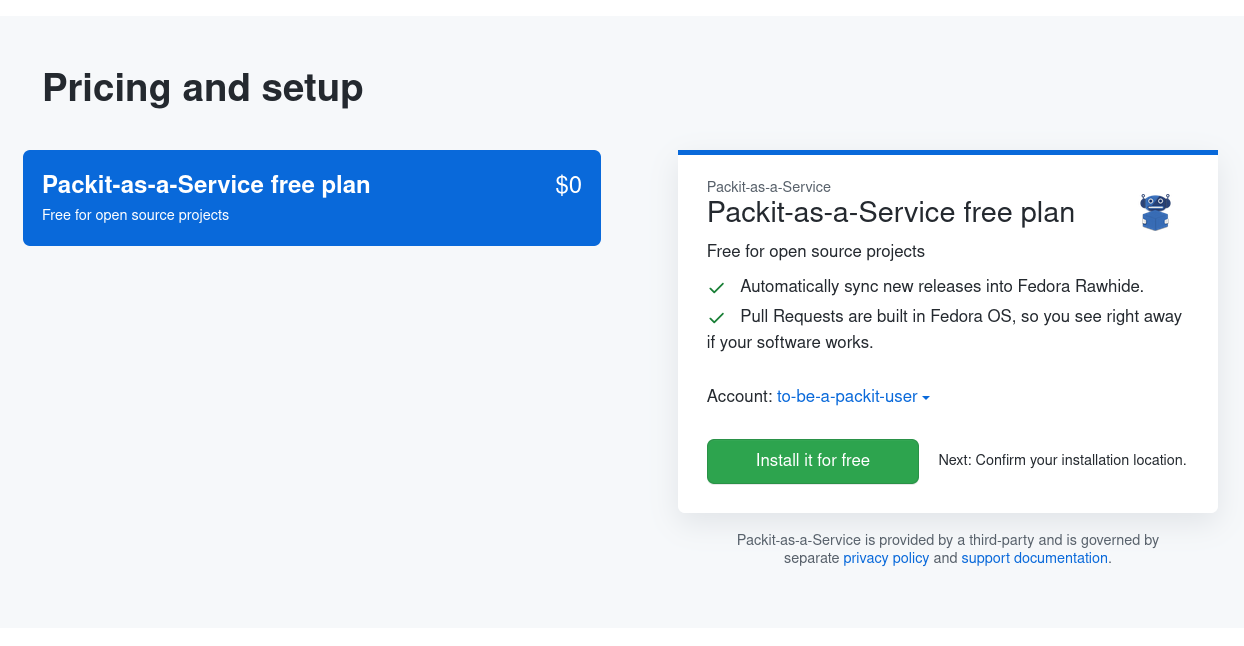 Pricing and setup
Packit-as-a-Service free plan
$0
Free for open source projects
Packit-as-a-Service
Packit-as-a-Service free plan
Free for open source projects
Automatically sync new releases into Fedora Rawhide.
Pull Requests are built in Fedora OS, so you see right away
if your software works.
Account: to-be-a-packit-user
Install it for free
Next: Confirm your installation location.
Packit-as-a-Service is provided by a third-party and is governed by
separate privacy policy and support documentation.